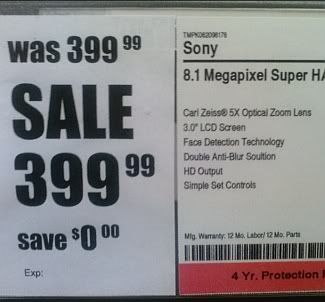 was 399 99
SALE
399 99
save $0 00
Exp:
TMPK062098176
Sony
8.1 Megapixel Super HA
Carl Zeiss® 5X Optical Zoom Lens
3.0" LCD Screen
Face Detection Technology
Double Anti-Blur Soultion
HD Output
Simple Set Controls
Mfg. Warranty: 12 Mo. Labor/ 12 Mo. Parts
4 Yr. Protection